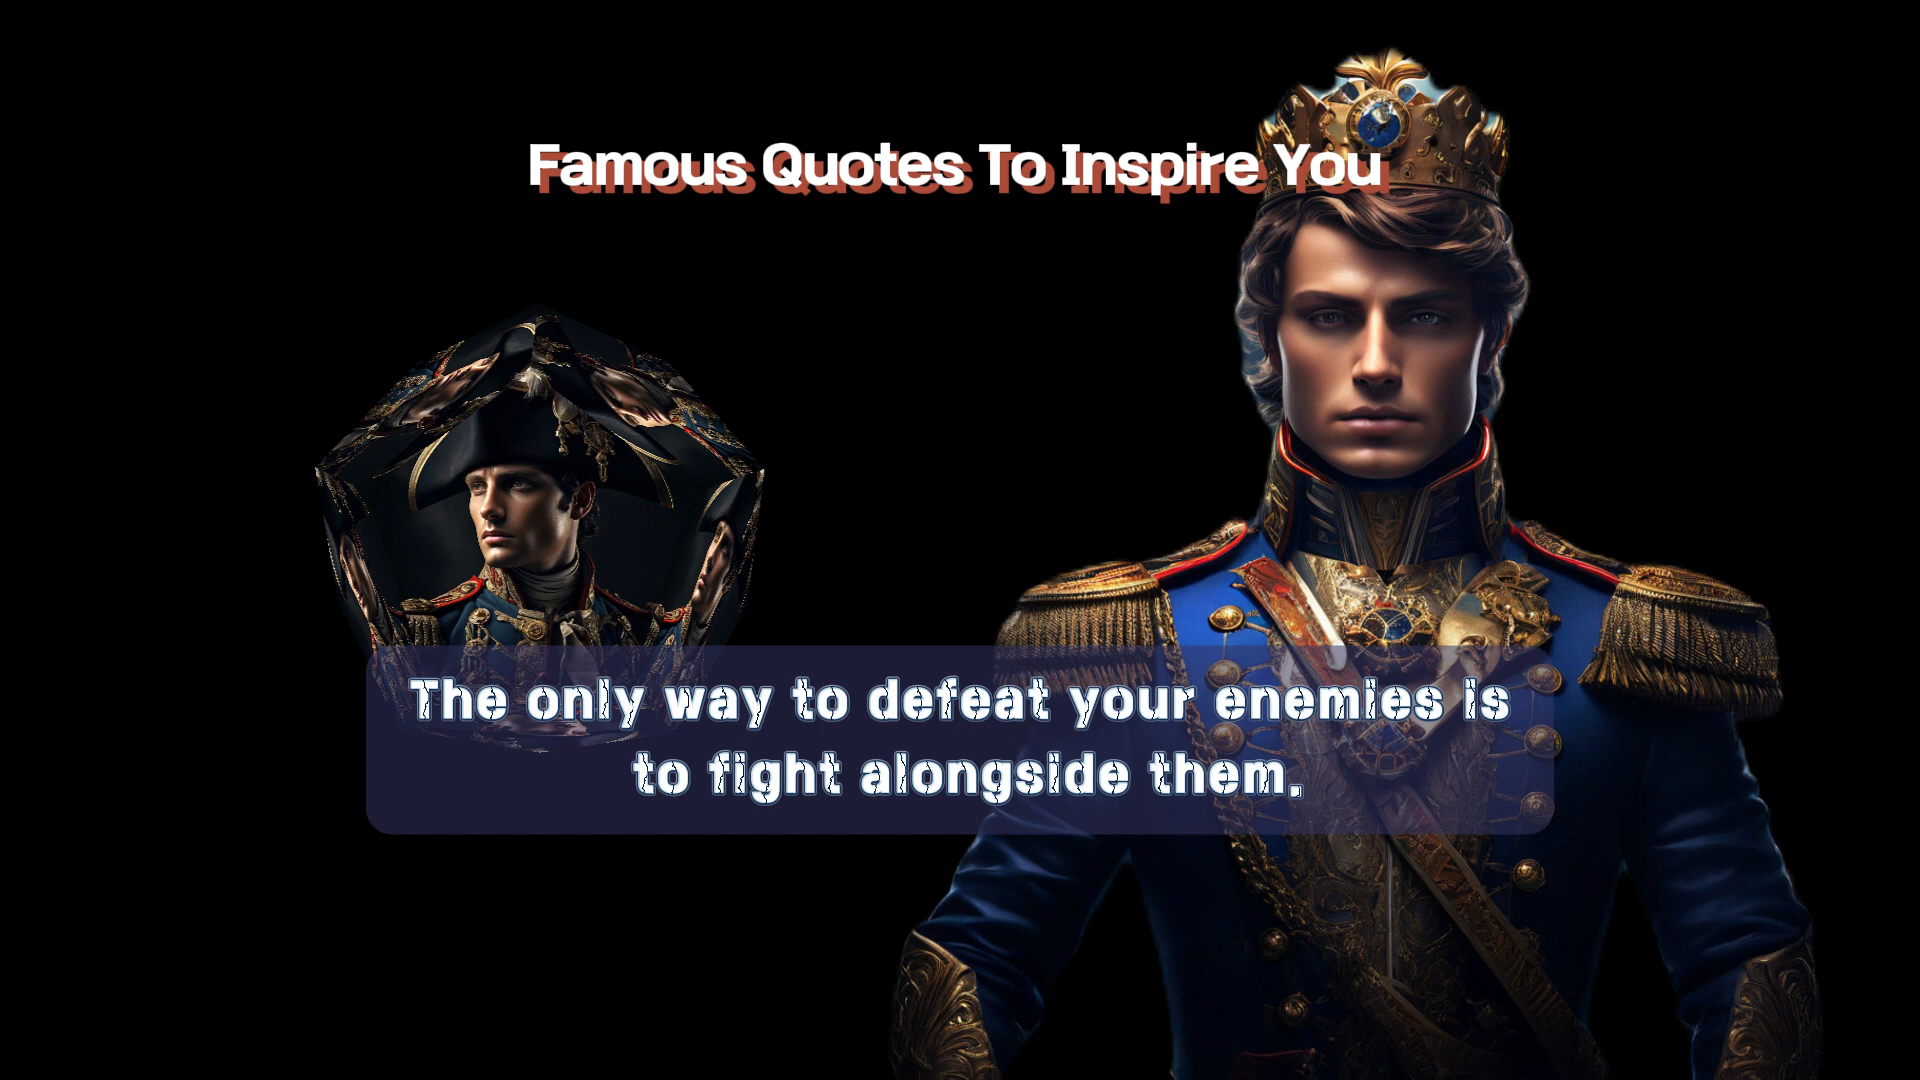 Famous Quotes To Inspire You
The only way to defeat your enemies is
to fight alongside them.